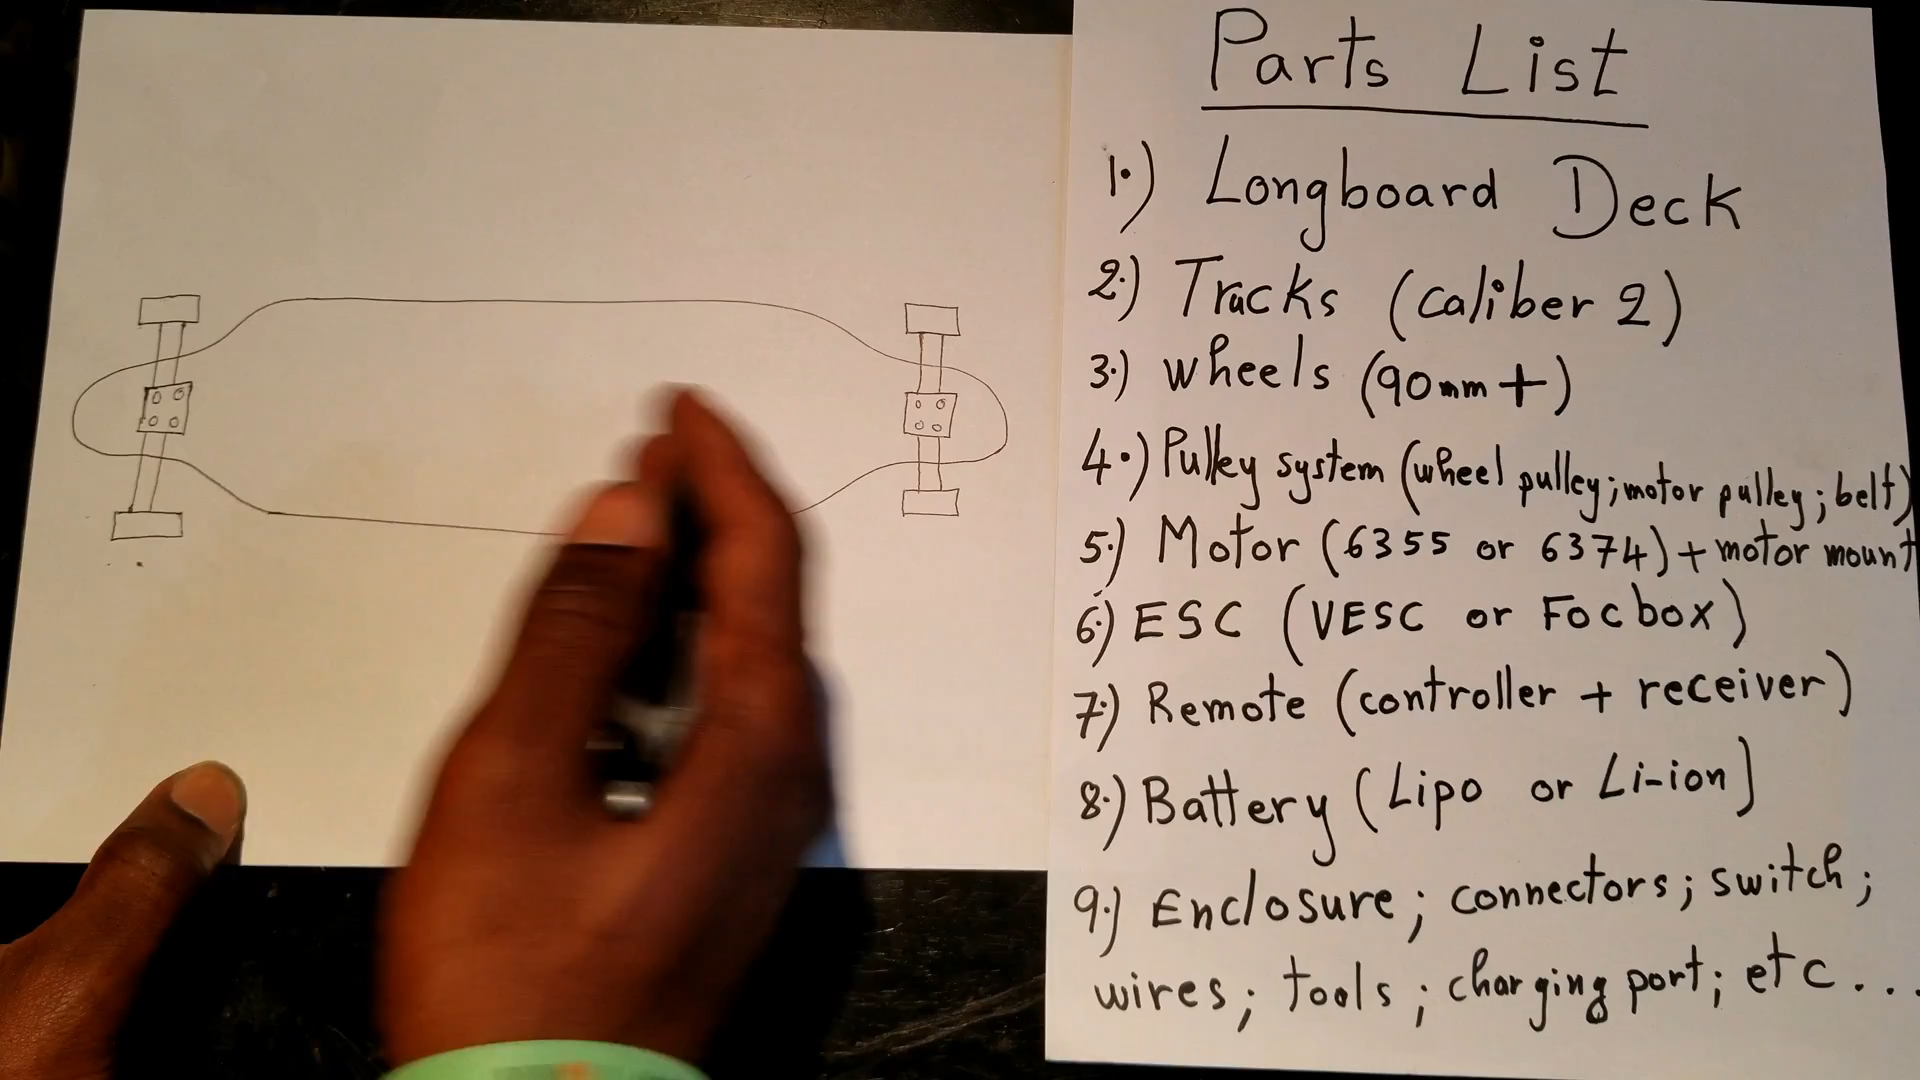 Parts List
1.) Longboard Deck
2.) Trucks (caliber 2)
3.) wheels (90mm+)
4.) Pulley system (wheel pulley; motor pulley; belt)
5.) Motor (6355 or 6374) + motor mount
6.) ESC (VESC or Focbox)
7.) Remote (controller + receiver)
8.) Battery (Lipo or Li-ion)
9.) Enclosure; connectors; switch;
wires; tools; charging port; etc...